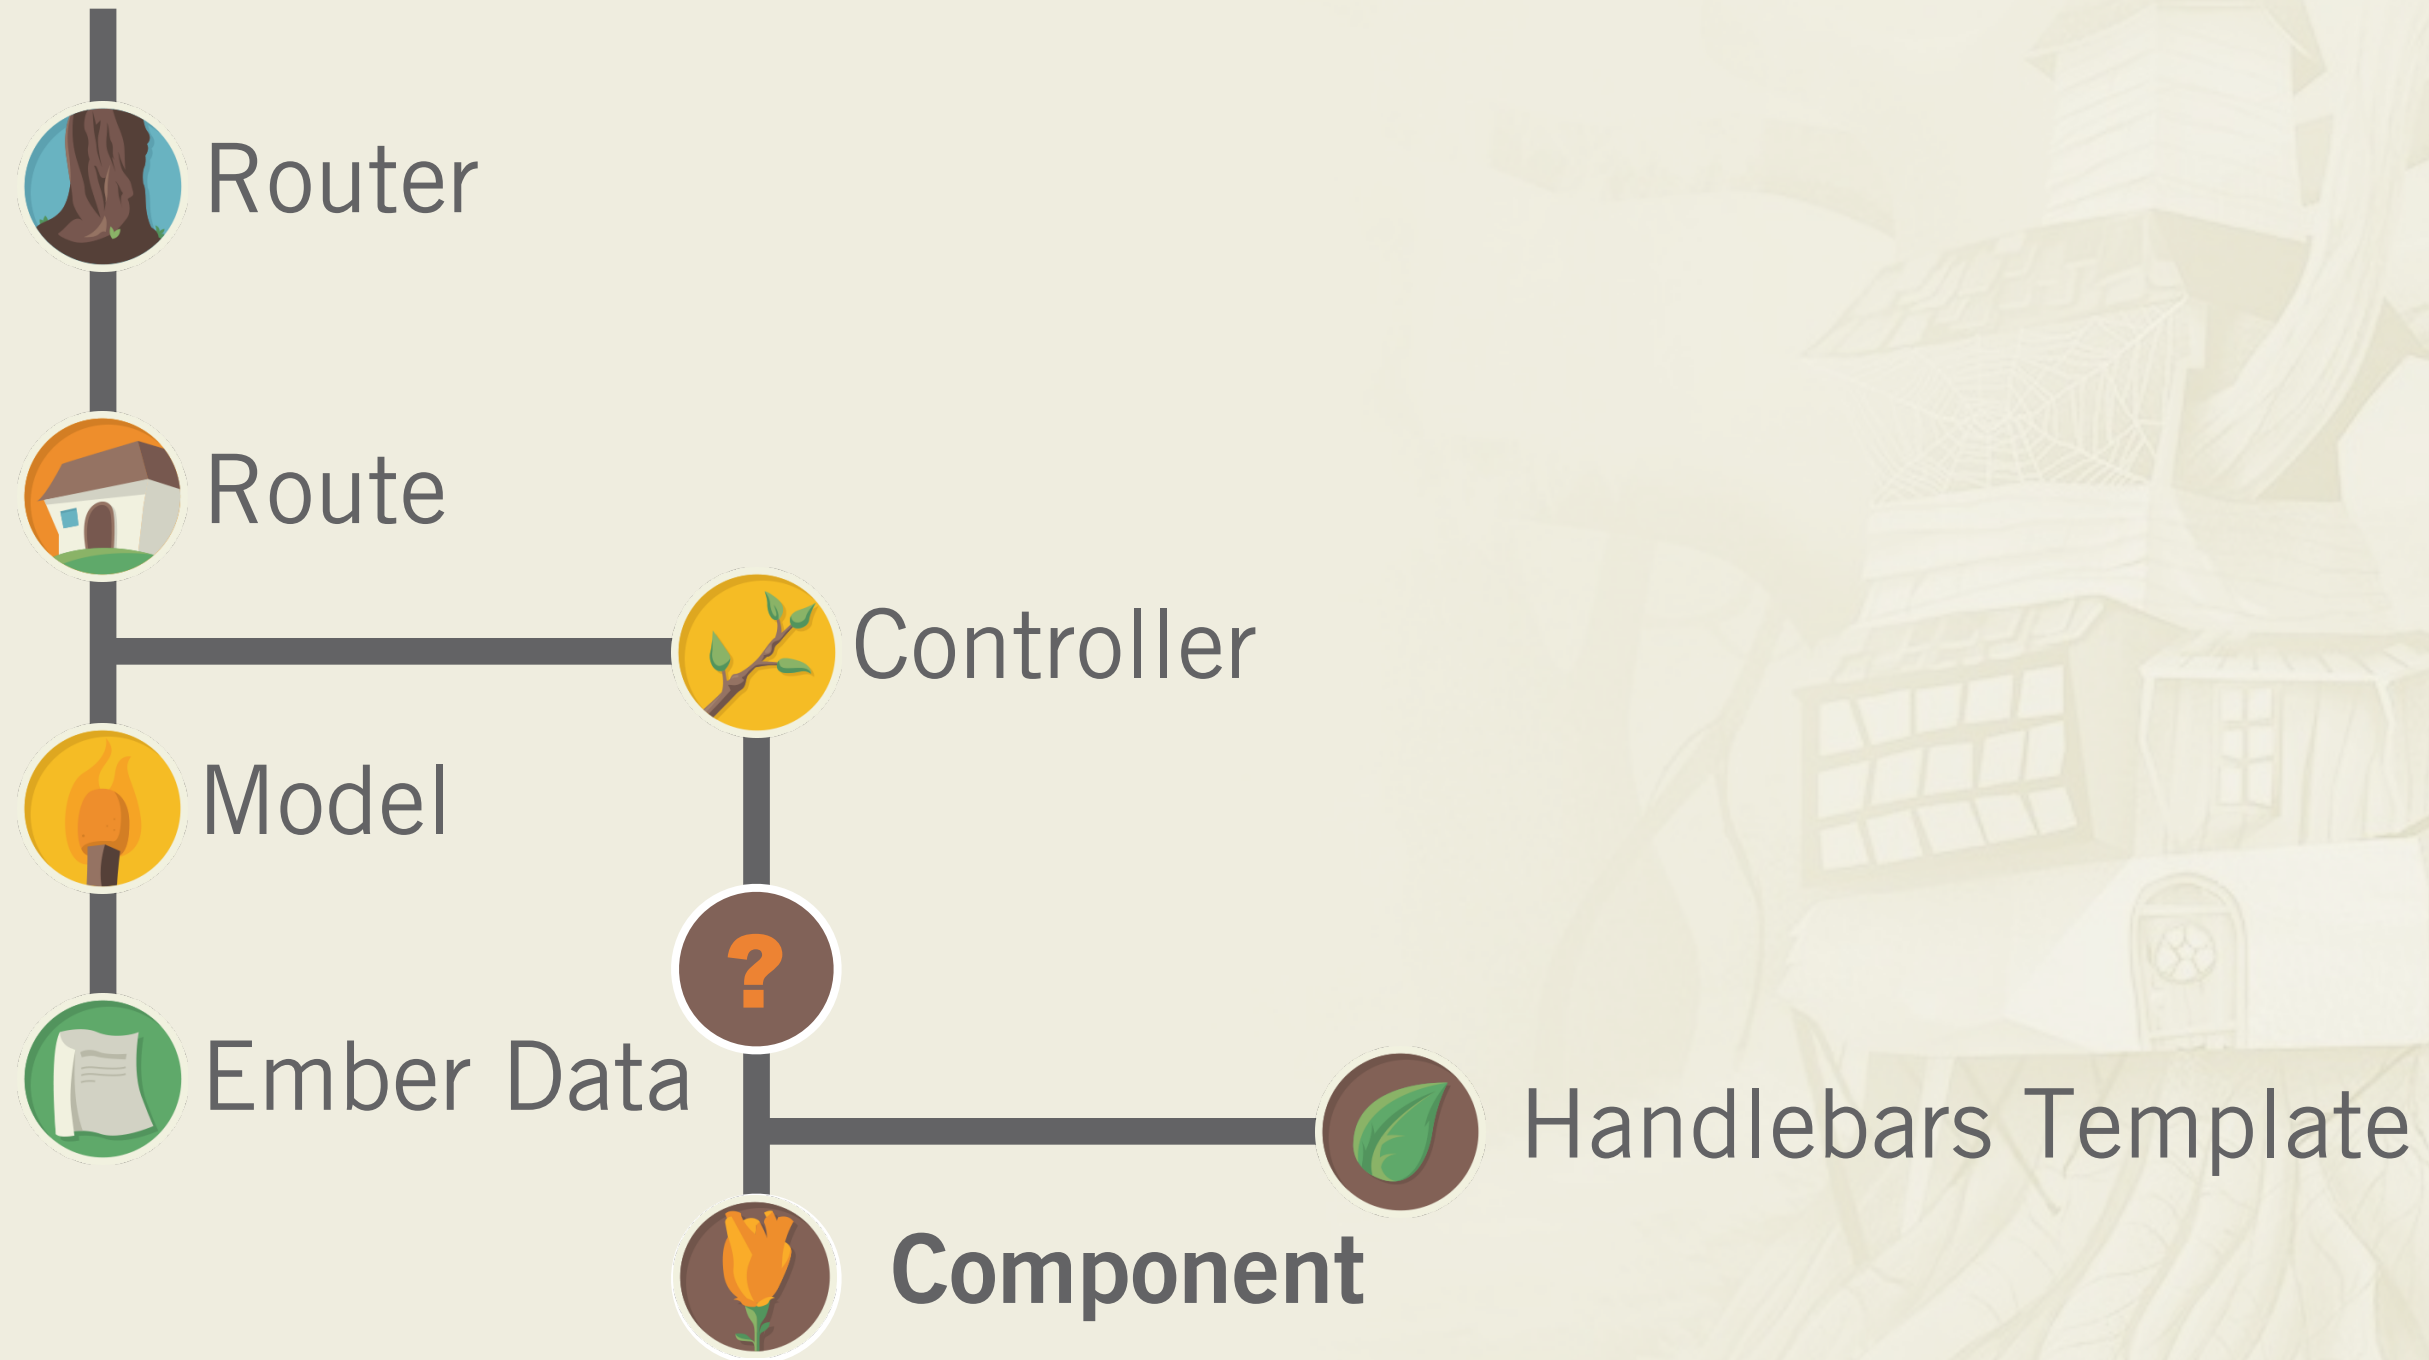 Router
Route
Controller
Model
?
Ember Data
Handlebars Template
Component